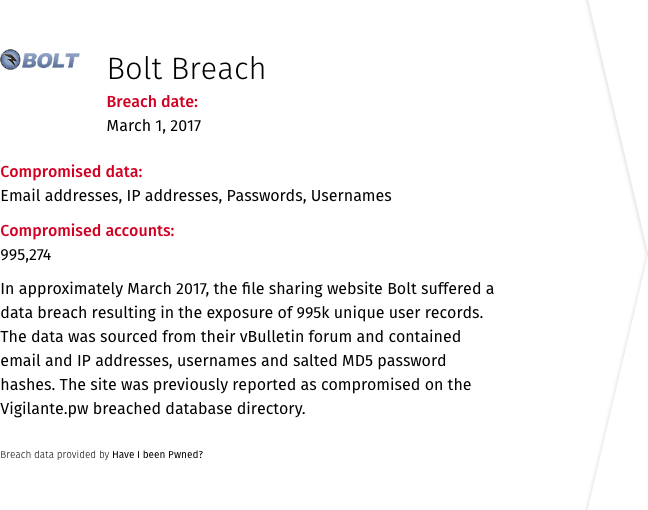 BOLT
Bolt Breach
Breach date:
March 1, 2017
Compromised data:
Email addresses, IP addresses, Passwords, Usernames
Compromised accounts:
995,274
In approximately March 2017, the file sharing website Bolt suffered a
data breach resulting in the exposure of 995k unique user records.
The data was sourced from their vBulletin forum and contained
email and IP addresses, usernames and salted MD5 password
hashes. The site was previously reported as compromised on the
Vigilante.pw breached database directory.
Breach data provided by Have I been Pwned?